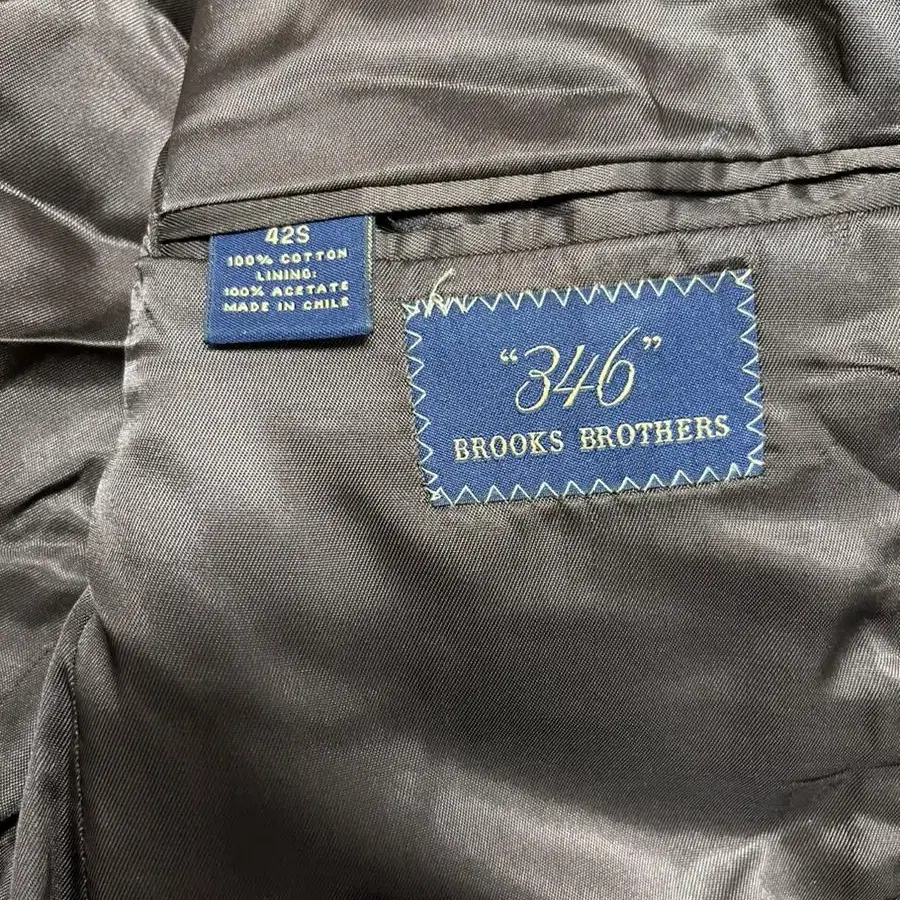 42S
100% COTTON
LINING:
100% ACETATE
MADE IN CHILE
"346"
BROOKS BROTHERS